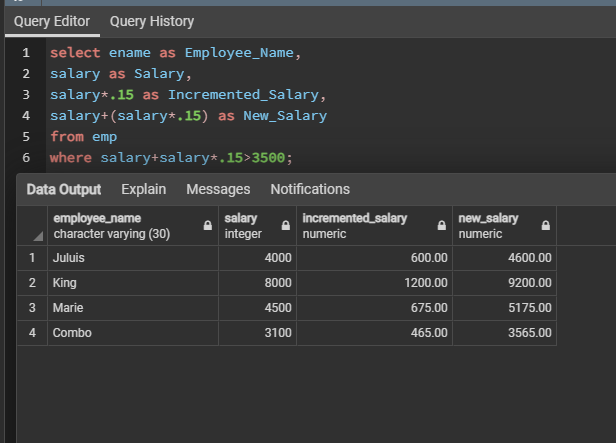 Query Editor Query History
1 select ename as Employee_Name,
2 salary as Salary,
3 salary*.15 as Incremented_Salary,
4 salary+(salary*.15) as New_Salary
5 from emp
6 where salary+salary*.15>3500;
Data Output Explain Messages Notifications
employee_name salary incremented_salary new_salary
character varying (30) integer numeric numeric
1 Juluis 4000 600.00 4600.00
2 King 8000 1200.00 9200.00
3 Marie 4500 675.00 5175.00
4 Combo 3100 465.00 3565.00